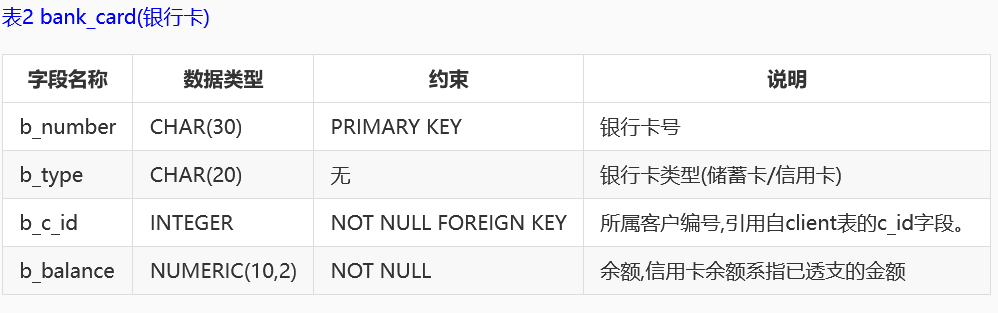 表2 bank_card(银行卡)
字段名称 数据类型 约束 说明
b_number CHAR(30) PRIMARY KEY 银行卡号
b_type CHAR(20) 无 银行卡类型(储蓄卡/信用卡)
b_c_id INTEGER NOT NULL FOREIGN KEY 所属客户编号,引用自client表的c_id字段。
b_balance NUMERIC(10,2) NOT NULL 余额,信用卡余额系指已透支的金额